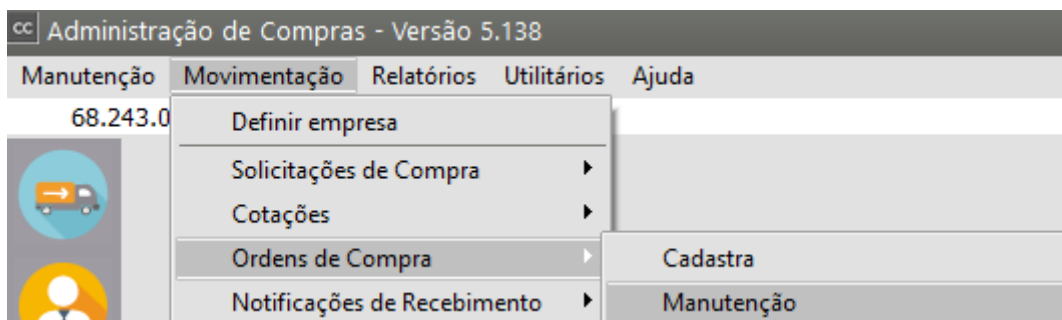 cc Administração de Compras - Versão 5.138
Manutenção Movimentação Relatórios Utilitários Ajuda
68.243.0
Definir empresa
Solicitações de Compra
Cotações
Ordens de Compra Cadastra
Notificações de Recebimento Manutenção